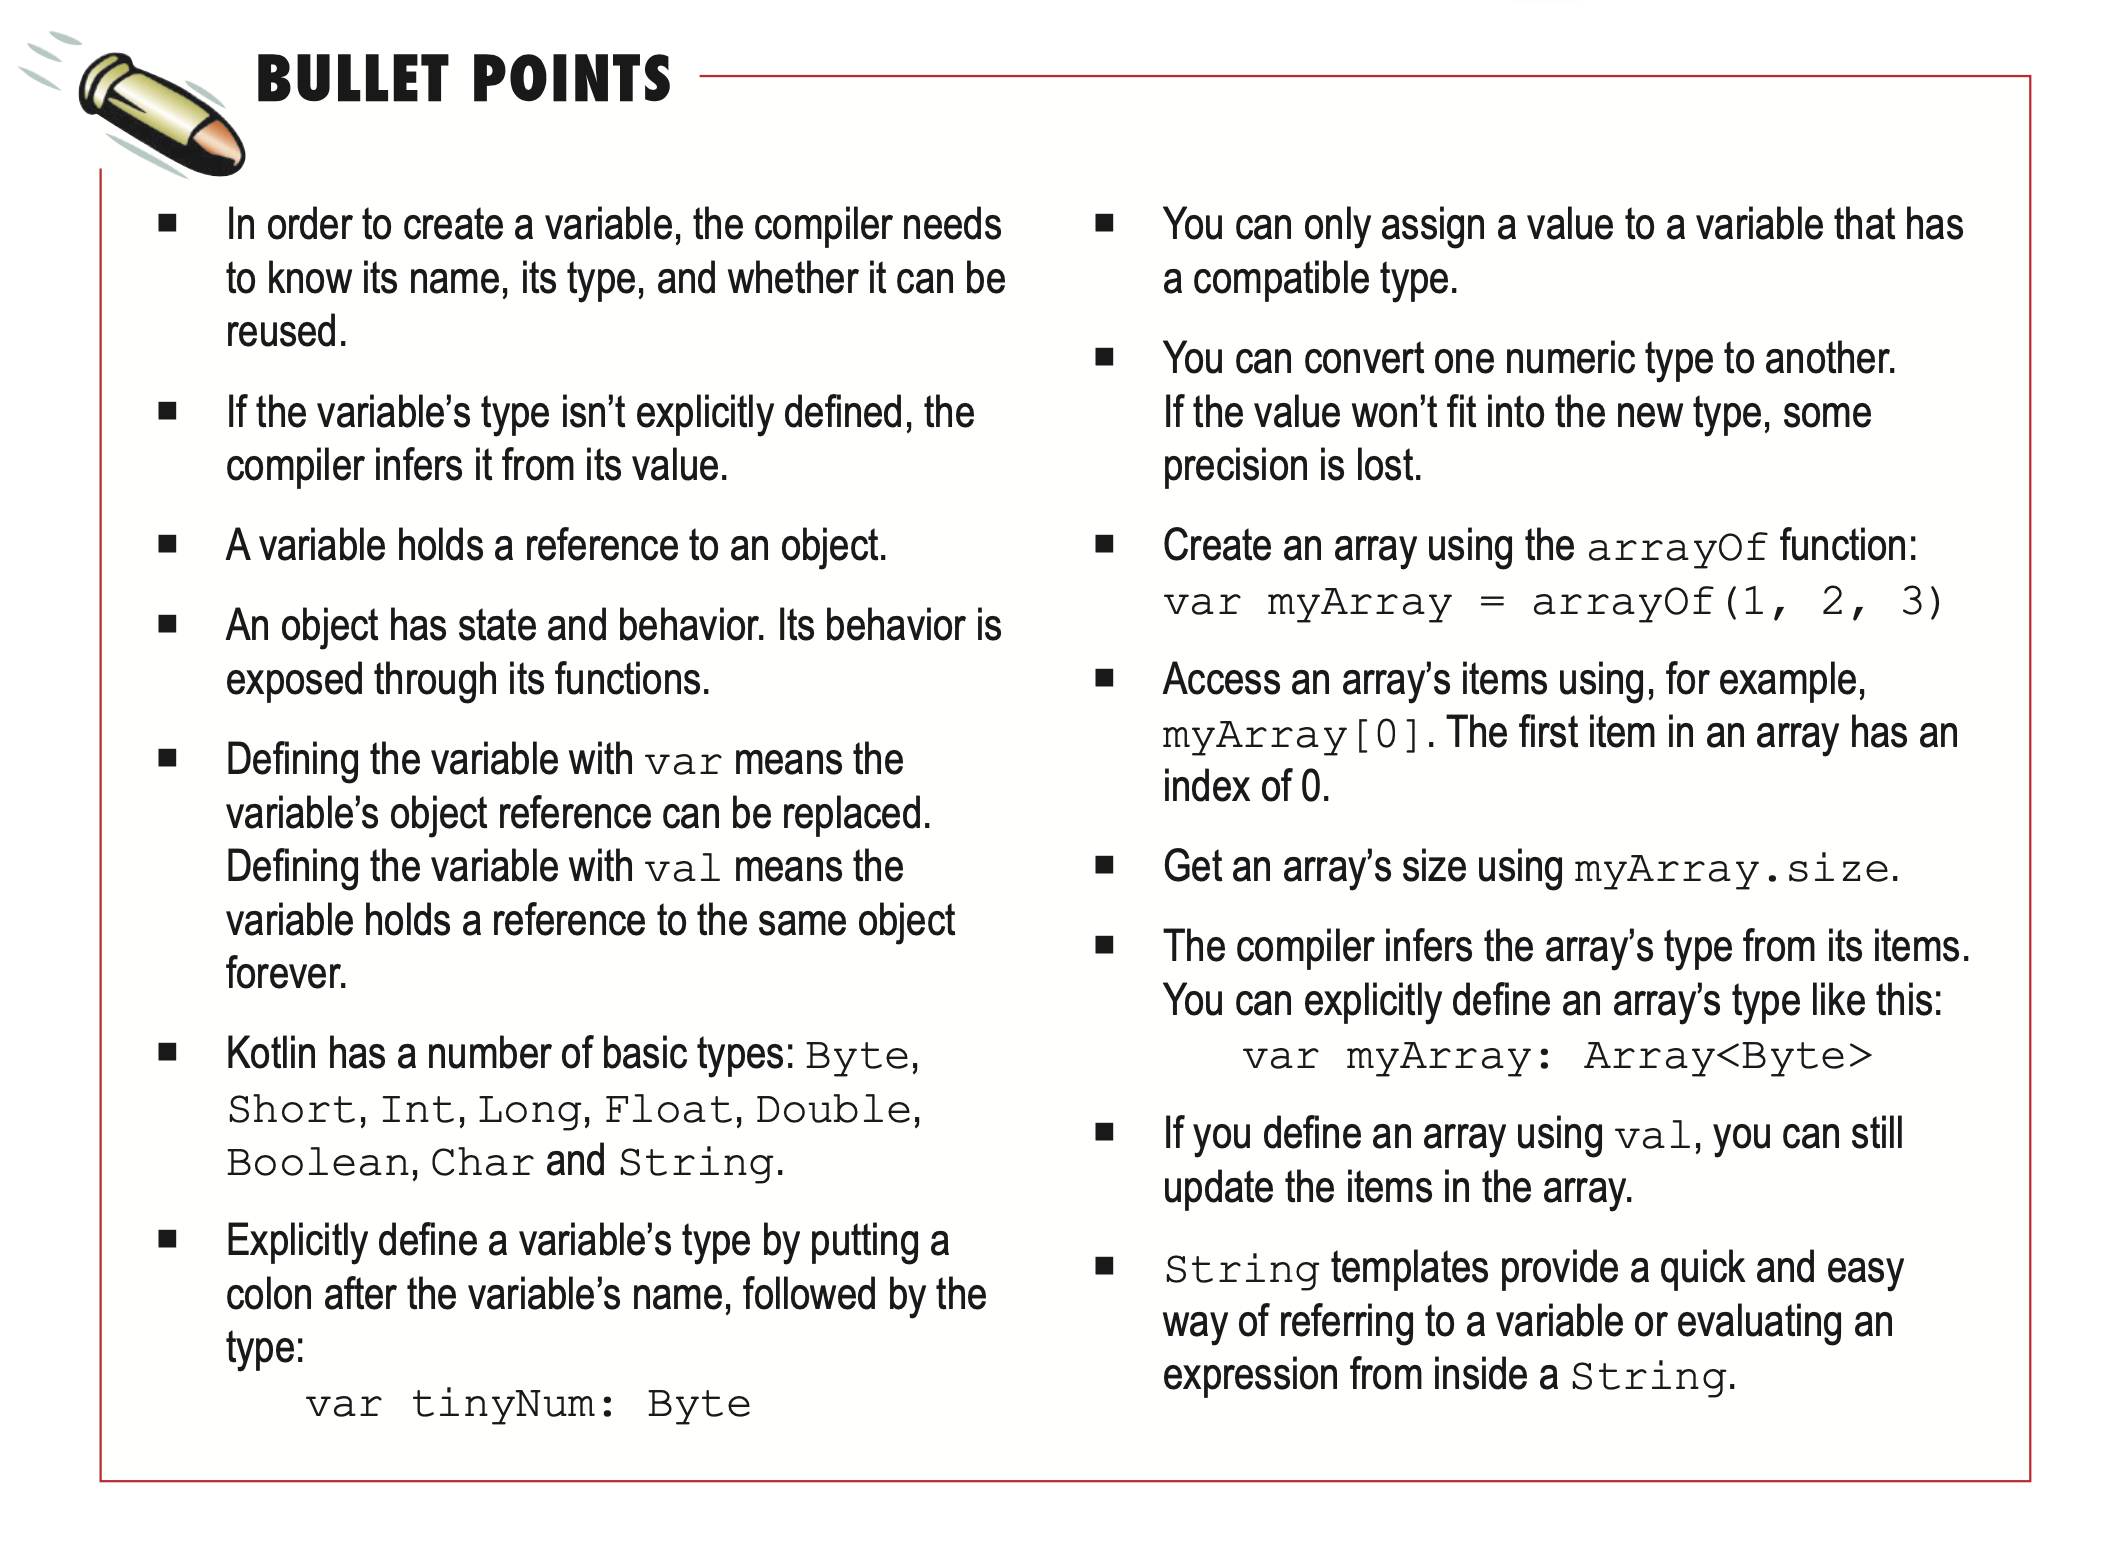 BULLET POINTS
■ In order to create a variable, the compiler needs
to know its name, its type, and whether it can be
reused.
■ If the variable’s type isn’t explicitly defined, the
compiler infers it from its value.
■ A variable holds a reference to an object.
■ An object has state and behavior. Its behavior is
exposed through its functions.
■ Defining the variable with var means the
variable’s object reference can be replaced.
Defining the variable with val means the
variable holds a reference to the same object
forever.
■ Kotlin has a number of basic types: Byte,
Short, Int, Long, Float, Double,
Boolean, Char and String.
■ Explicitly define a variable’s type by putting a
colon after the variable’s name, followed by the
type:
var tinyNum: Byte
■ You can only assign a value to a variable that has
a compatible type.
■ You can convert one numeric type to another.
If the value won’t fit into the new type, some
precision is lost.
■ Create an array using the arrayOf function:
var myArray = arrayOf(1, 2, 3)
■ Access an array’s items using, for example,
myArray[0]. The first item in an array has an
index of 0.
■ Get an array’s size using myArray.size.
■ The compiler infers the array’s type from its items.
You can explicitly define an array’s type like this:
var myArray: Array<Byte>
■ If you define an array using val, you can still
update the items in the array.
■ String templates provide a quick and easy
way of referring to a variable or evaluating an
expression from inside a String.